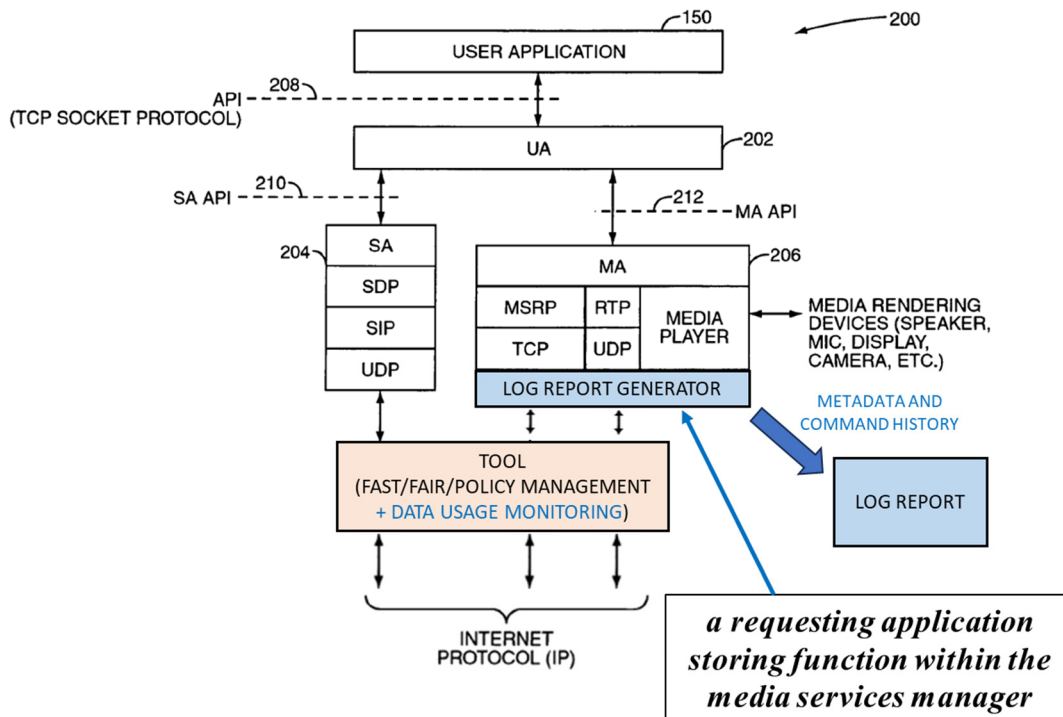 150
200
USER APPLICATION
208
API
(TCP SOCKET PROTOCOL)
202
UA
210
SA API
212
MA API
204
SA
SDP
SIP
UDP
206
MA
MSRP
RTP
MEDIA
PLAYER
TCP
UDP
MEDIA RENDERING
DEVICES (SPEAKER,
MIC, DISPLAY,
CAMERA, ETC.)
LOG REPORT GENERATOR
METADATA AND
COMMAND HISTORY
TOOL
(FAST/FAIR/POLICY MANAGEMENT
+ DATA USAGE MONITORING)
LOG REPORT
INTERNET
PROTOCOL (IP)
a requesting application
storing function within the
media services manager